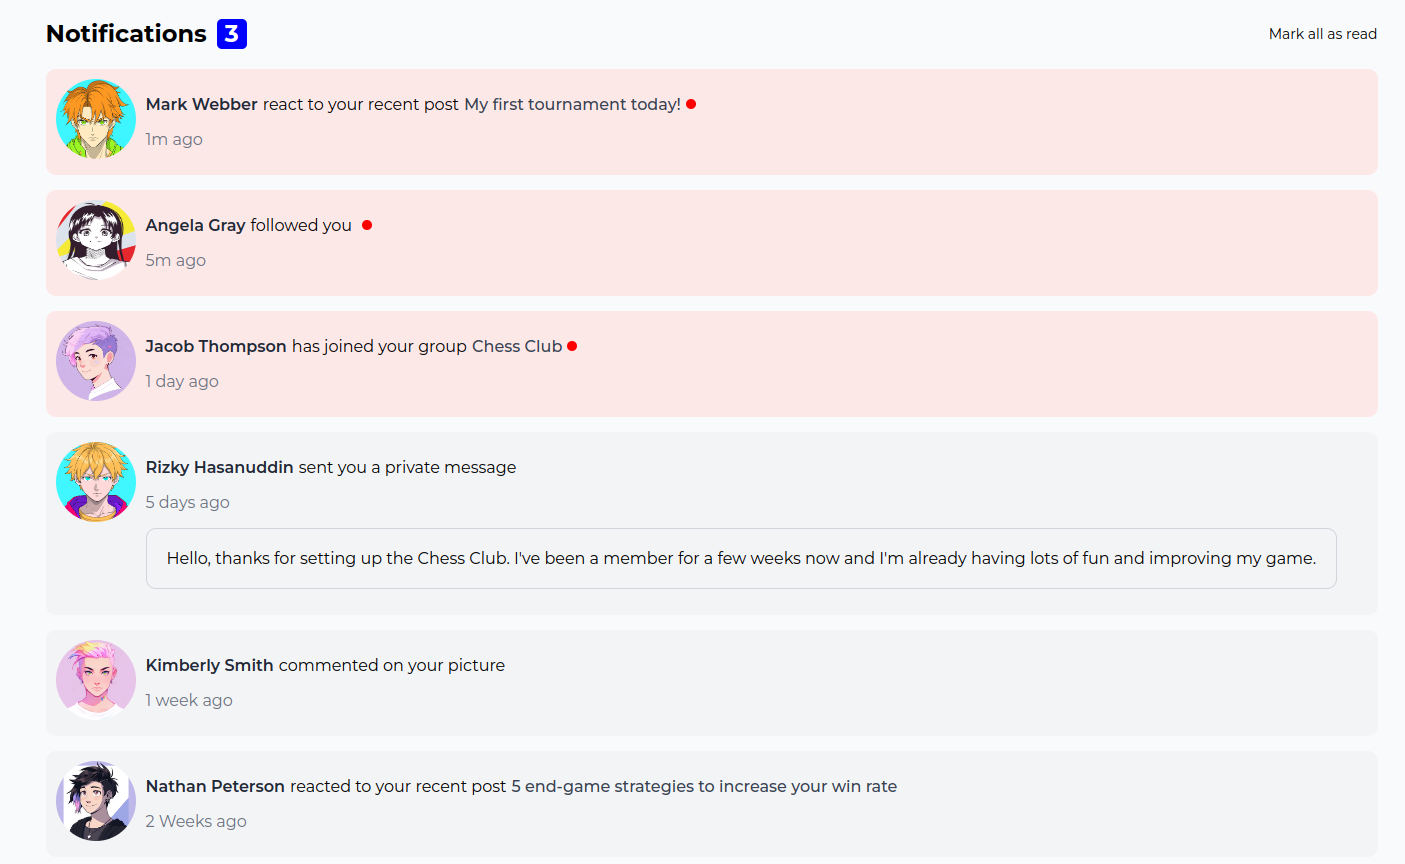 Notifications 3
Mark all as read
Mark Webber react to your recent post My first tournament today!
1m ago
Angela Gray followed you
5m ago
Jacob Thompson has joined your group Chess Club
1 day ago
Rizky Hasanuddin sent you a private message
5 days ago
Hello, thanks for setting up the Chess Club. I've been a member for a few weeks now and I'm already having lots of fun and improving my game.
Kimberly Smith commented on your picture
1 week ago
Nathan Peterson reacted to your recent post 5 end-game strategies to increase your win rate
2 Weeks ago